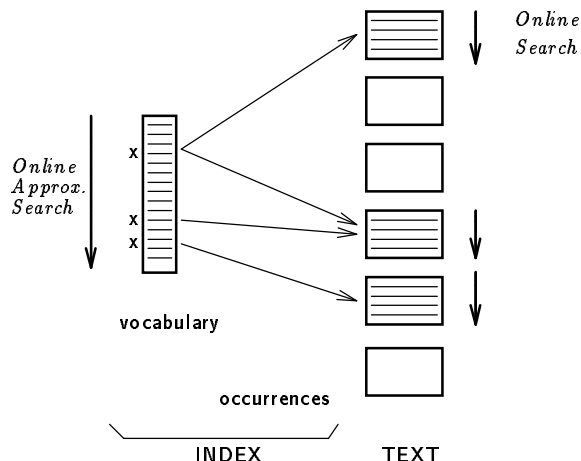 Online
Search
x
Online
Approx.
Search
x
x
vocabulary
occurrences
INDEX
TEXT